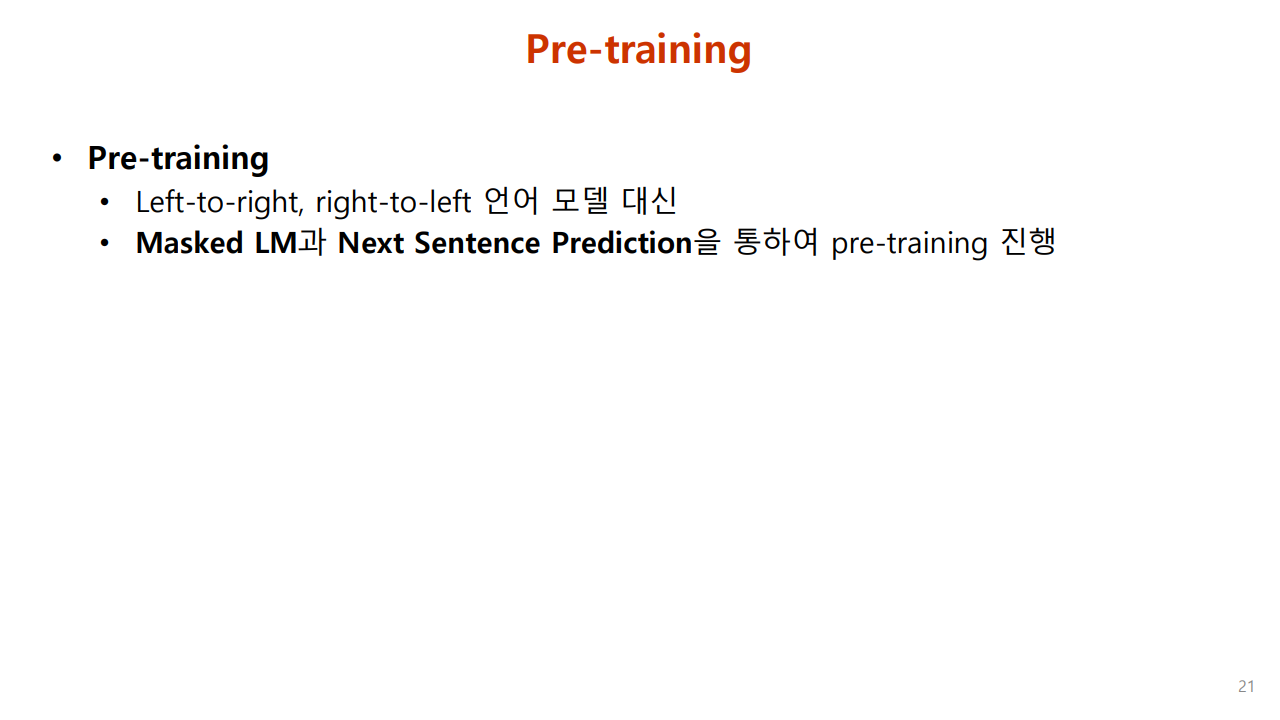 Pre-training
• Pre-training
• Left-to-right, right-to-left 언어 모델 대신
• Masked LM과 Next Sentence Prediction을 통하여 pre-training 진행
21